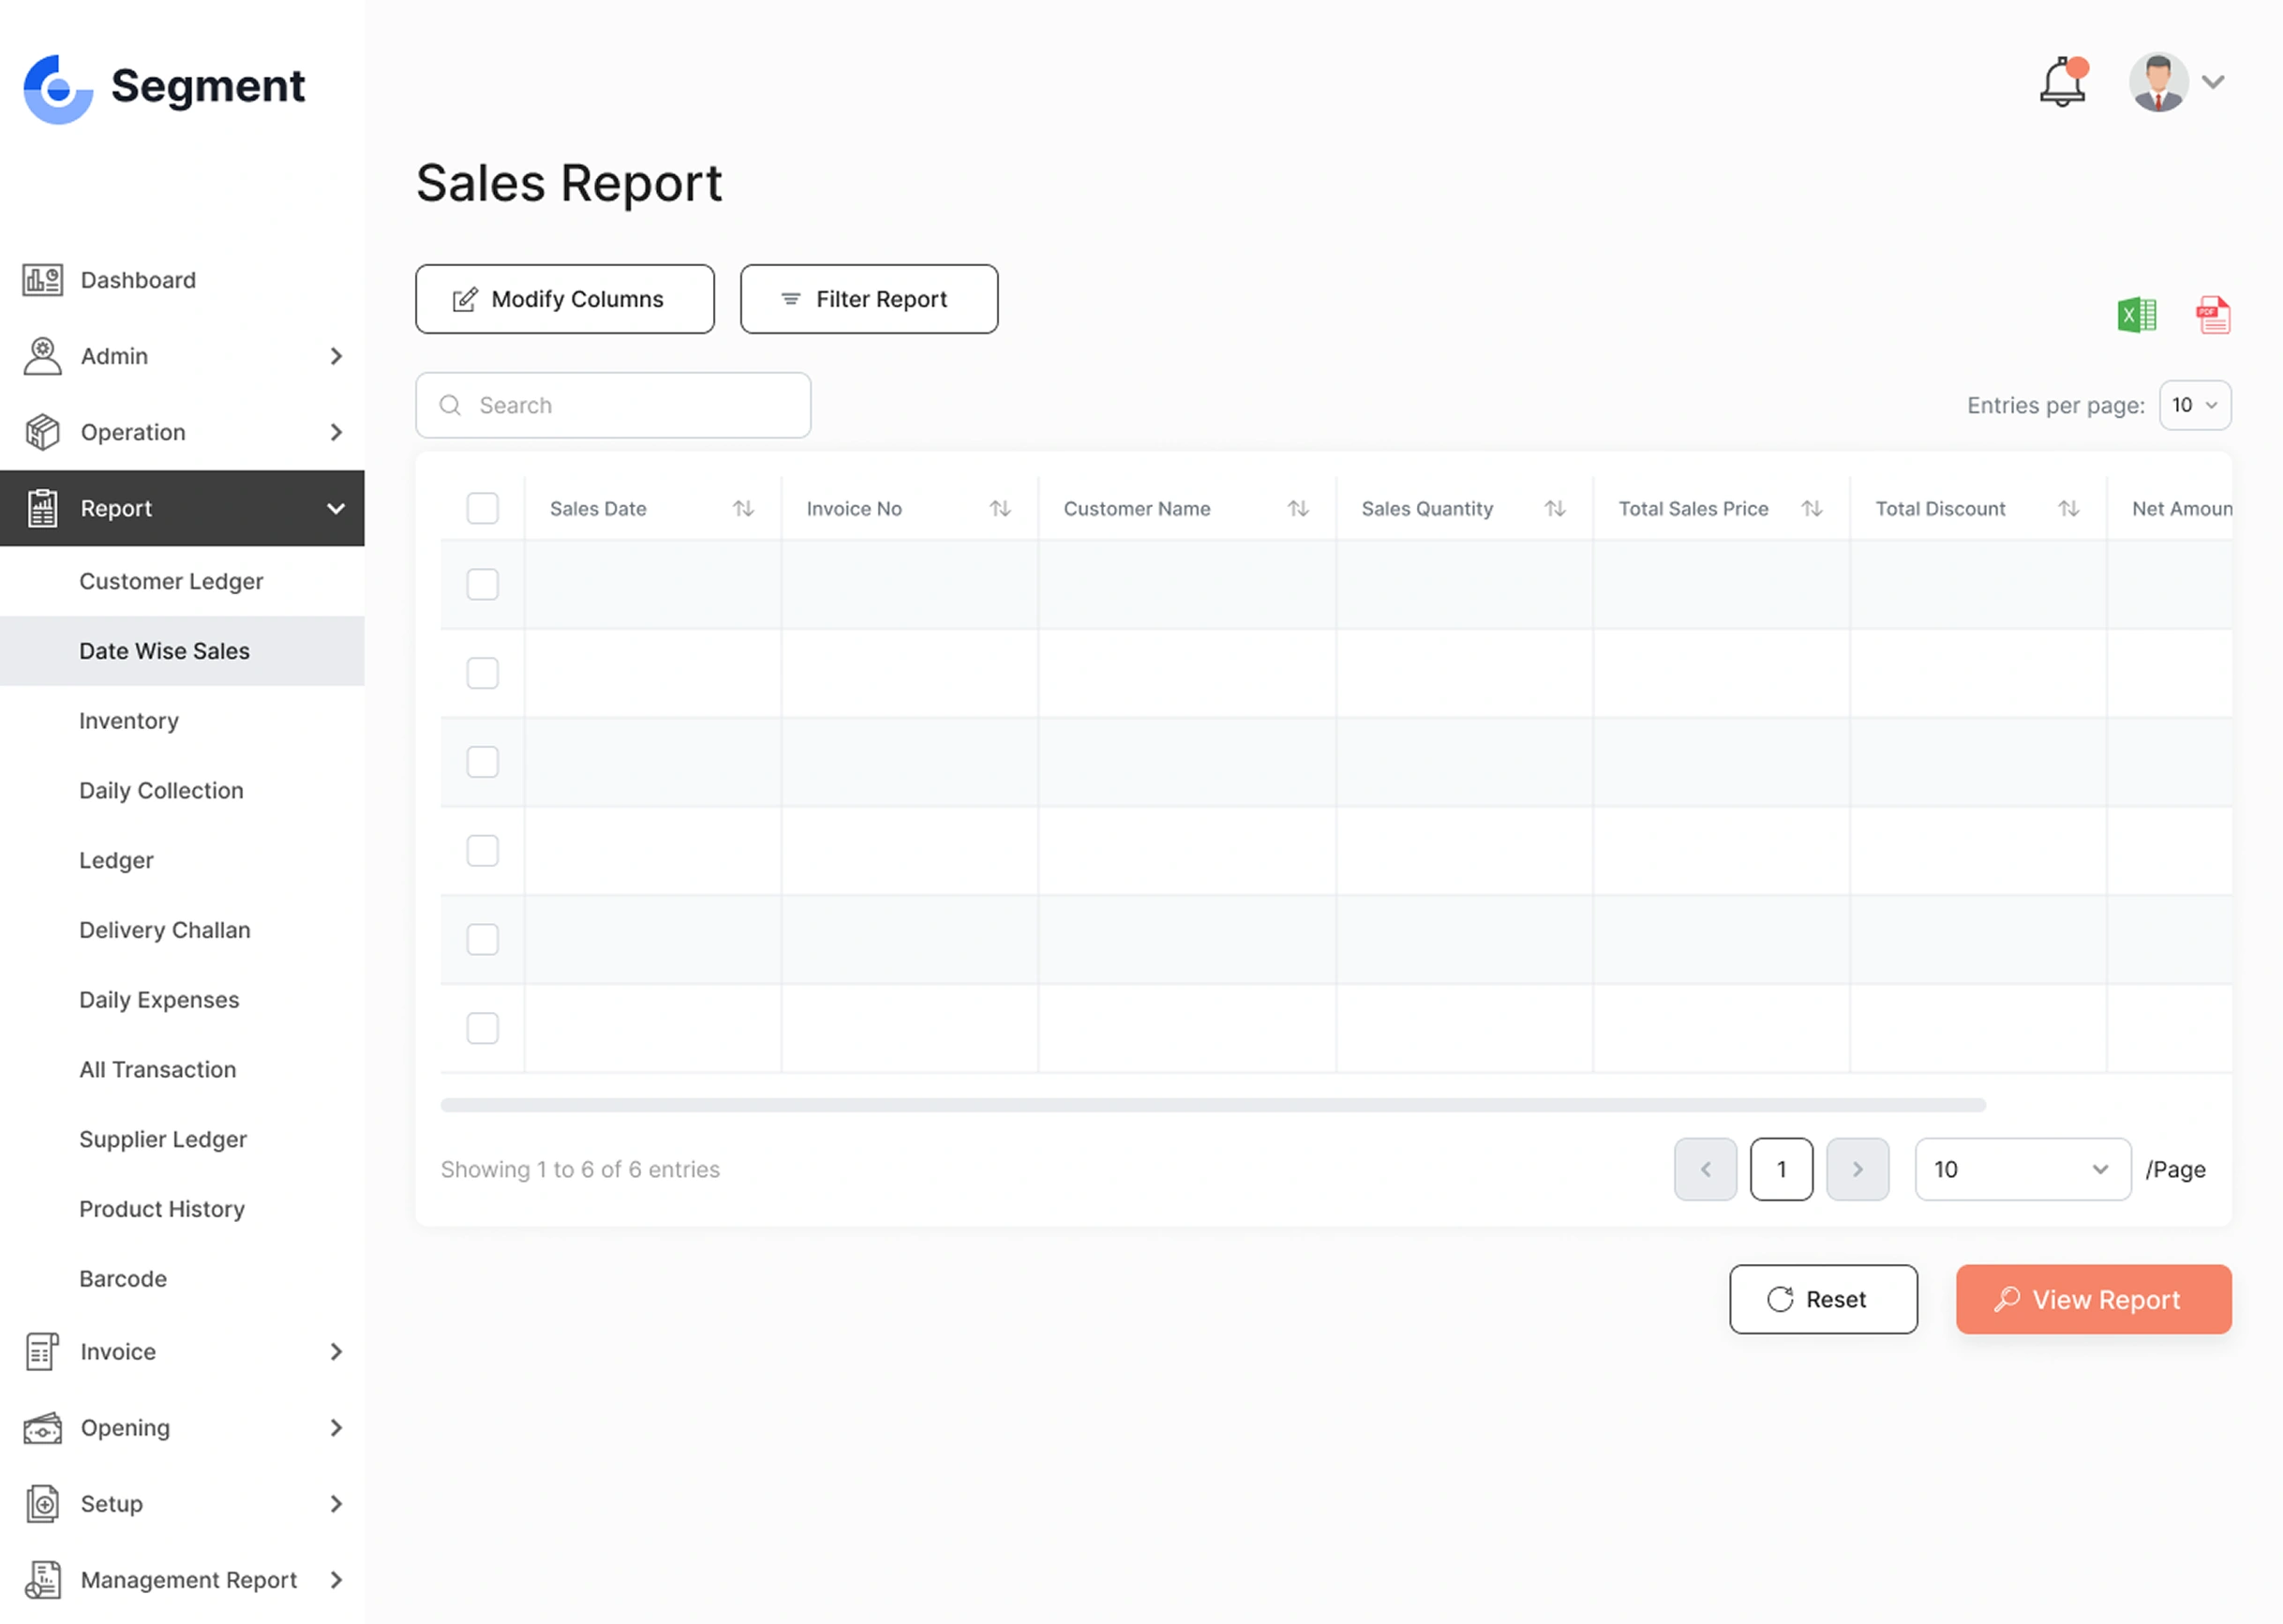 Segment
Sales Report
Dashboard
Admin
Operation
Report
Customer Ledger
Date Wise Sales
Inventory
Daily Collection
Ledger
Delivery Challan
Daily Expenses
All Transaction
Supplier Ledger
Product History
Barcode
Invoice
Opening
Setup
Management Report
Modify Columns
Filter Report
X
PDF
Search
Entries per page: 10
Sales Date Invoice No Customer Name Sales Quantity Total Sales Price Total Discount Net Amoun
Showing 1 to 6 of 6 entries
1
10 /Page
Reset
View Report